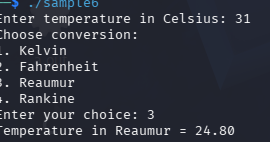 $ ./sample6
Enter temperature in Celsius: 31
Choose conversion:
1. Kelvin
2. Fahrenheit
3. Reaumur
4. Rankine
Enter your choice: 3
Temperature in Reaumur = 24.80